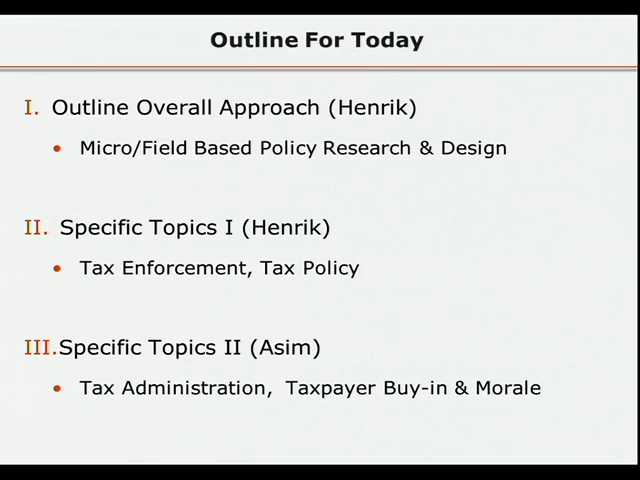 Outline For Today
I. Outline Overall Approach (Henrik)
• Micro/Field Based Policy Research & Design
II. Specific Topics I (Henrik)
• Tax Enforcement, Tax Policy
III.Specific Topics II (Asim)
• Tax Administration, Taxpayer Buy-in & Morale